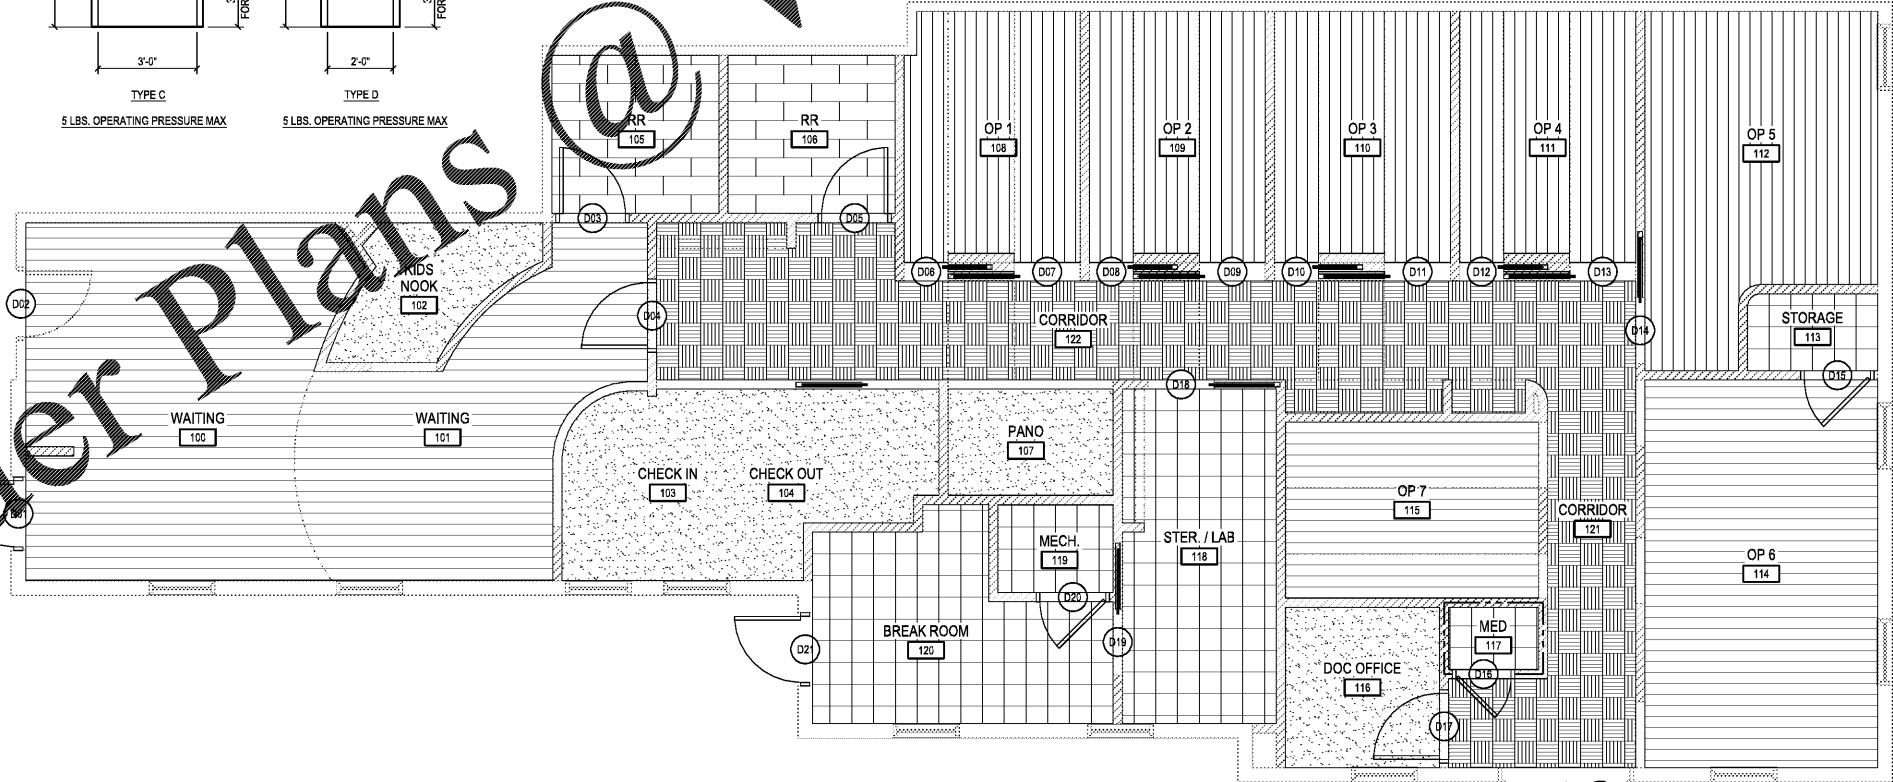 3'-0"
2'-0"
TYPE C
TYPE D
5 LBS. OPERATING PRESSURE MAX
5 LBS. OPERATING PRESSURE MAX
FOR
FOR
er Plans @
RR
105
RR
106
OP 1
108
OP 2
109
OP 3
110
OP 4
111
OP 5
112
D03
D05
KIDS
NOOK
102
D02
D04
D06
D07
D08
D09
D10
D11
D12
D13
D14
CORRIDOR
122
STORAGE
113
D15
D18
WAITING
100
WAITING
101
PANO
107
CHECK IN
103
CHECK OUT
104
OP 7
115
CORRIDOR
121
MECH.
119
STER. / LAB
118
OP 6
114
D20
BREAK ROOM
120
D21
D19
MED
117
D16
DOC OFFICE
116
D17